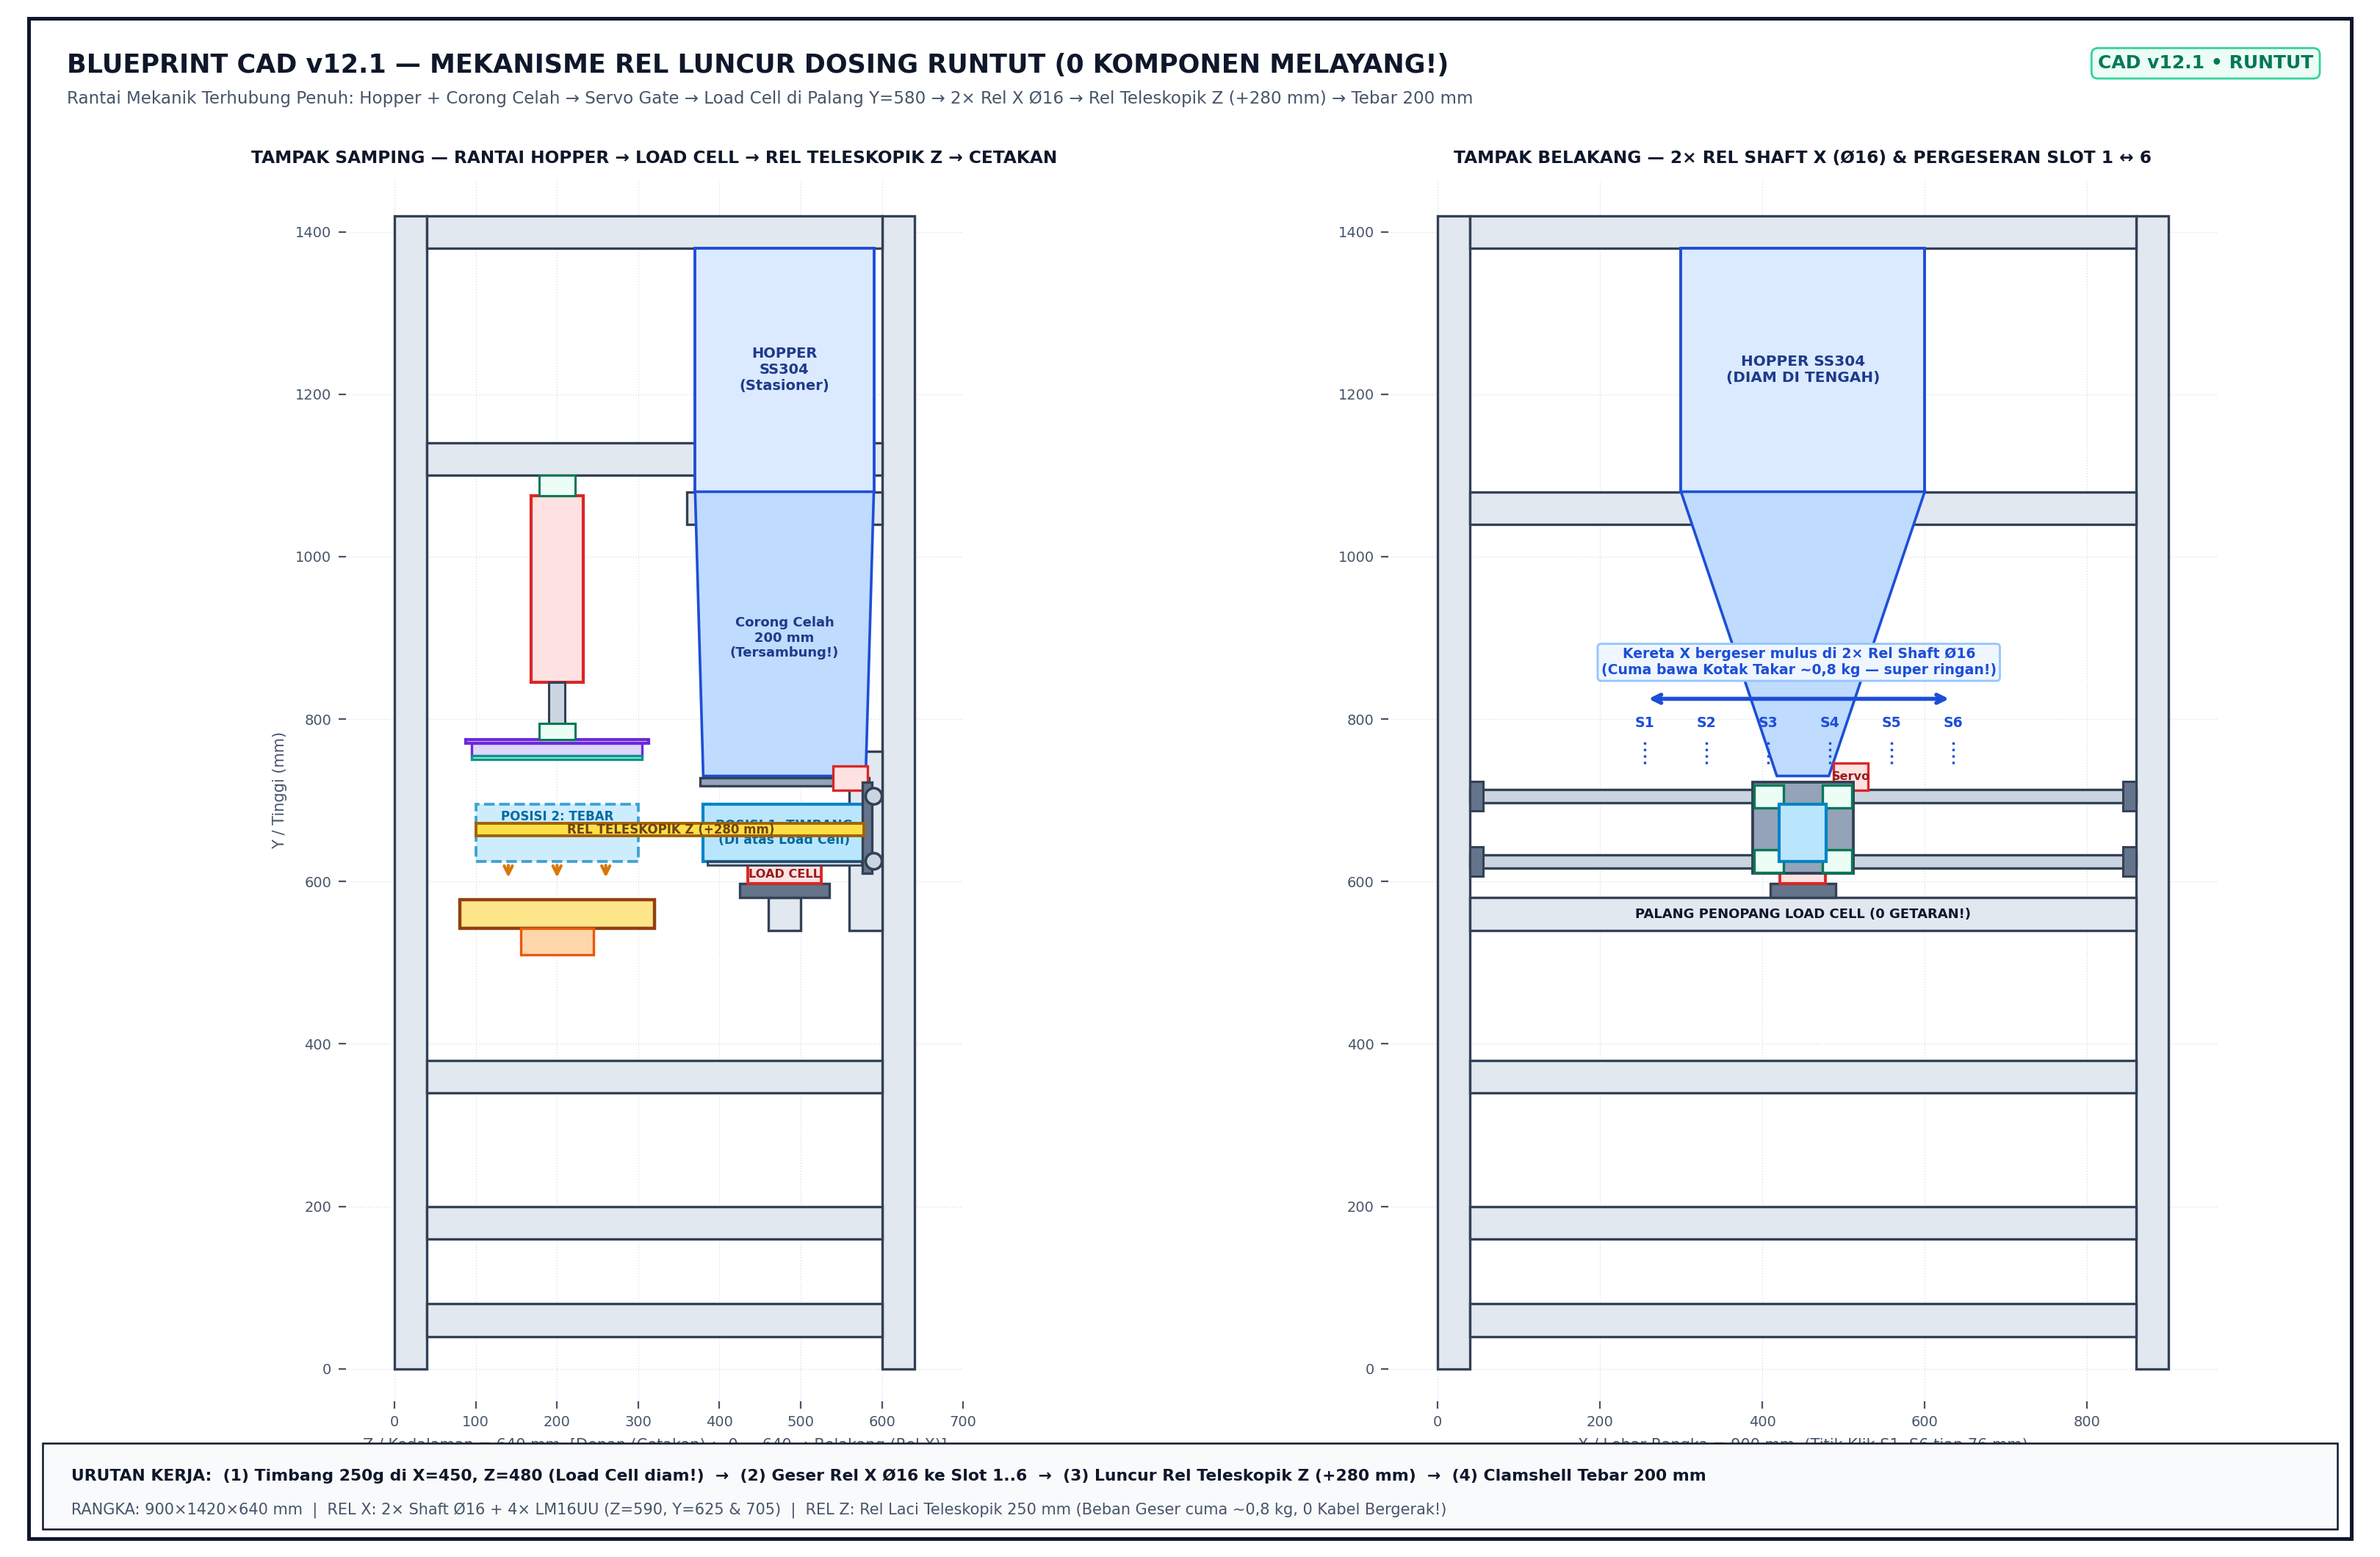 BLUEPRINT CAD v12.1 — MEKANISME REL LUNCUR DOSING RUNTUT (0 KOMPONEN MELAYANG!)
CAD v12.1 • RUNTUT
Rantai Mekanik Terhubung Penuh: Hopper + Corong Celah → Servo Gate → Load Cell di Palang Y=580 → 2× Rel X Ø16 → Rel Teleskopik Z (+280 mm) → Tebar 200 mm
TAMPAK SAMPING — RANTAI HOPPER → LOAD CELL → REL TELESKOPIK Z → CETAKAN
1400
1200
1000
800
600
400
200
0
Y / Tinggi (mm)
HOPPER
SS304
(Stasioner)
Corong Celah
200 mm
(Tersambung!)
POSISI 2: TEBAR
POSISI 1: TIMBANG
REL TELESKOPIK Z (+280 mm)
(Di atas Load Cell)
LOAD CELL
0
100
200
300
400
500
600
700
TAMPAK BELAKANG — 2× REL SHAFT X (Ø16) & PERGESERAN SLOT 1 ↔ 6
1400
1200
1000
800
600
400
200
0
HOPPER SS304
(DIAM DI TENGAH)
Kereta X bergeser mulus di 2× Rel Shaft Ø16
(Cuma bawa Kotak Takar ~0,8 kg — super ringan!)
S1 S2 S3 S4 S5 S6
Servo
PALANG PENOPANG LOAD CELL (0 GETARAN!)
0
200
400
600
800
URUTAN KERJA: (1) Timbang 250g di X=450, Z=480 (Load Cell diam!) → (2) Geser Rel X Ø16 ke Slot 1..6 → (3) Luncur Rel Teleskopik Z (+280 mm) → (4) Clamshell Tebar 200 mm
RANGKA: 900×1420×640 mm | REL X: 2× Shaft Ø16 + 4× LM16UU (Z=590, Y=625 & 705) | REL Z: Rel Laci Teleskopik 250 mm (Beban Geser cuma ~0,8 kg, 0 Kabel Bergerak!)